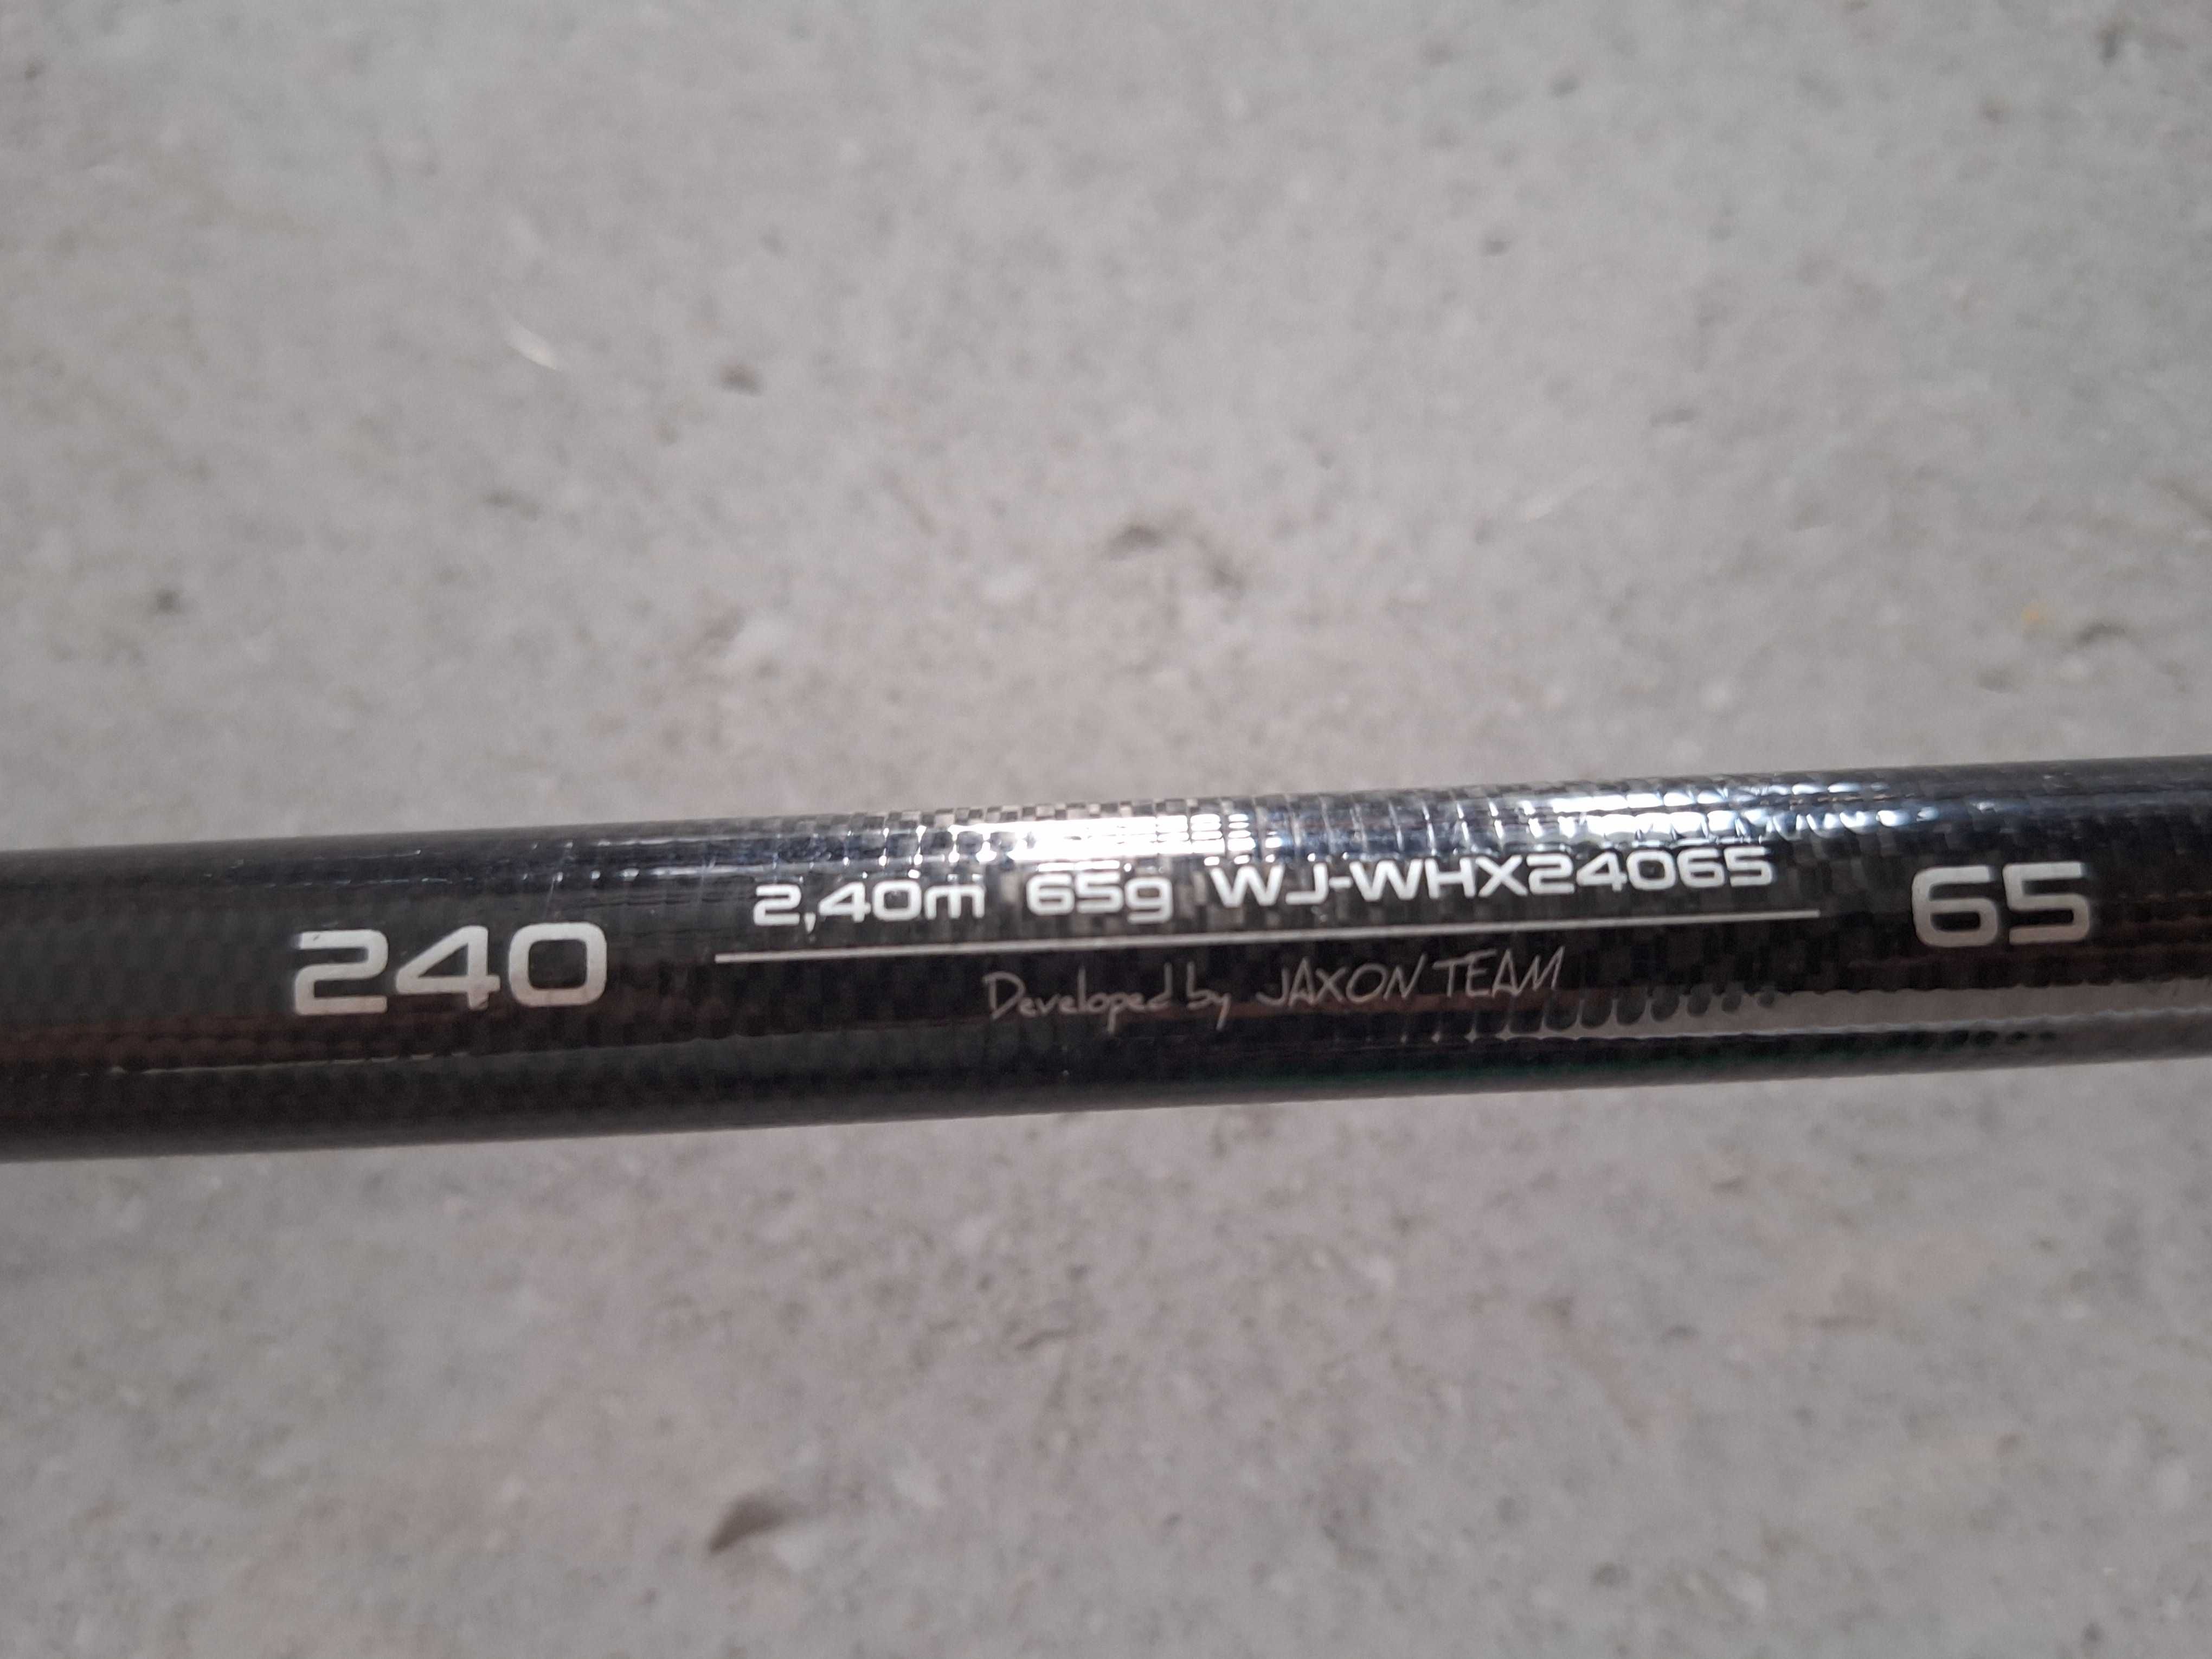 240
2,40m 65g WJ-WHX24065
Developed by JAXON TEAM
65